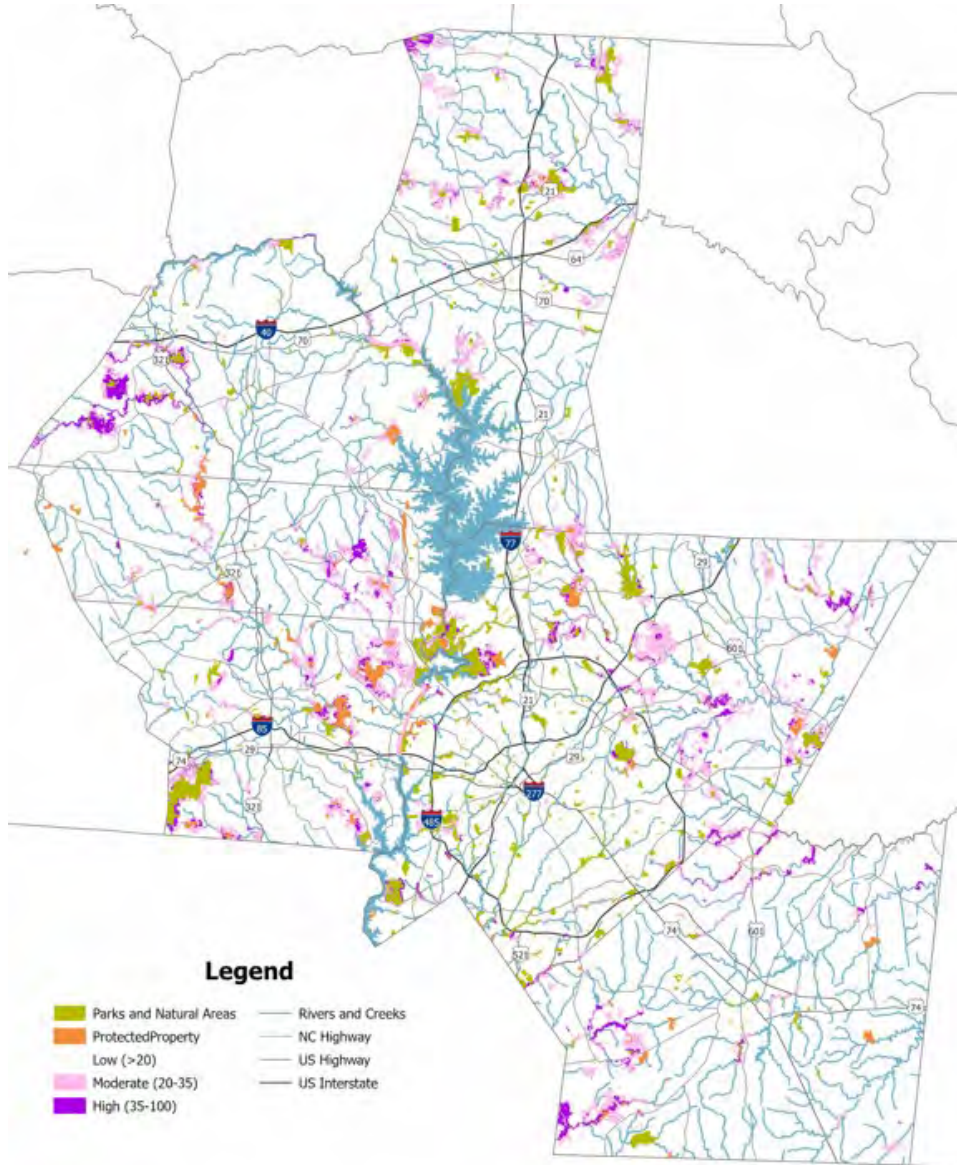 21
64
70
40
70
321
21
77
29
321
601
21
85
29
74
29
277
321
485
74
601
521
74
Legend
Parks and Natural Areas
ProtectedProperty
Low (>20)
Moderate (20-35)
High (35-100)
Rivers and Creeks
NC Highway
US Highway
US Interstate